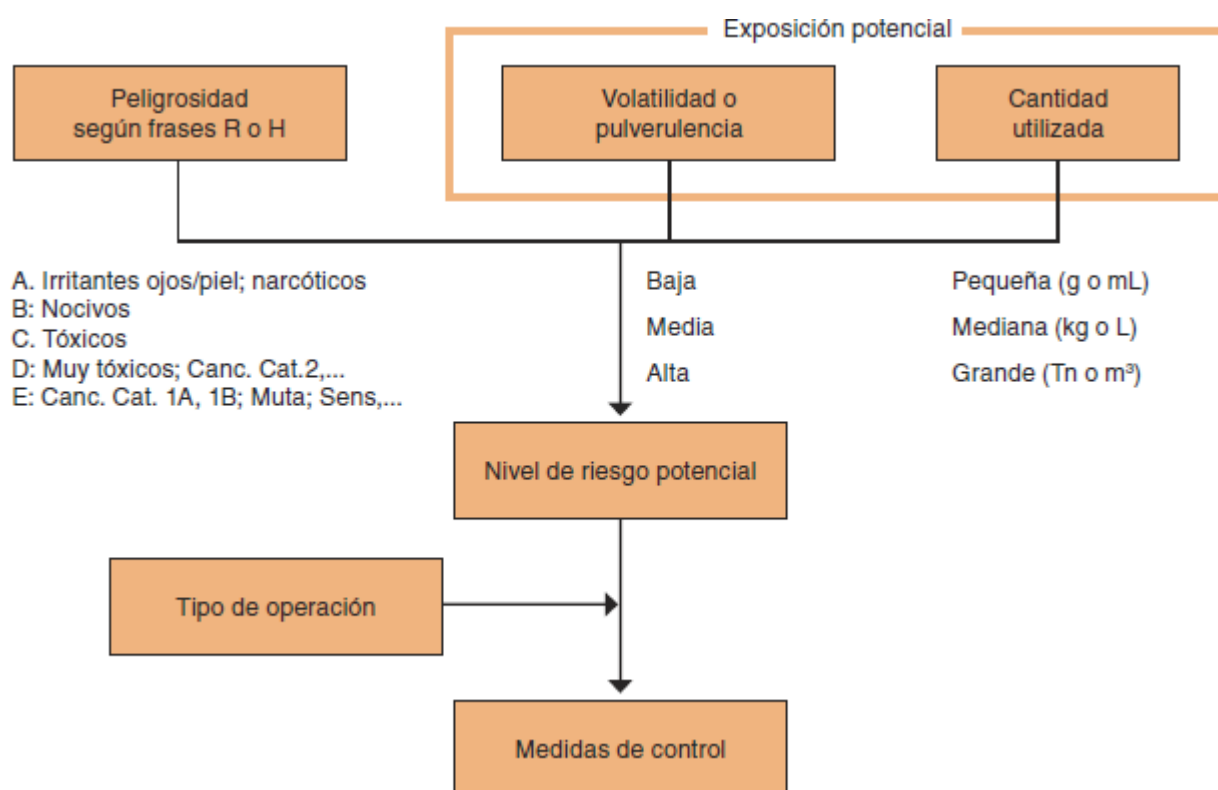 Exposición potencial
Peligrosidad
según frases R o H
Volatilidad o
pulverulencia
Cantidad
utilizada
A. Irritantes ojos/piel; narcóticos
B: Nocivos
C. Tóxicos
D: Muy tóxicos; Canc. Cat.2,...
E: Canc. Cat. 1A, 1B; Muta; Sens,...
Baja
Media
Alta
Pequeña (g o mL)
Mediana (kg o L)
Grande (Tn o m³)
Nivel de riesgo potencial
Tipo de operación
Medidas de control